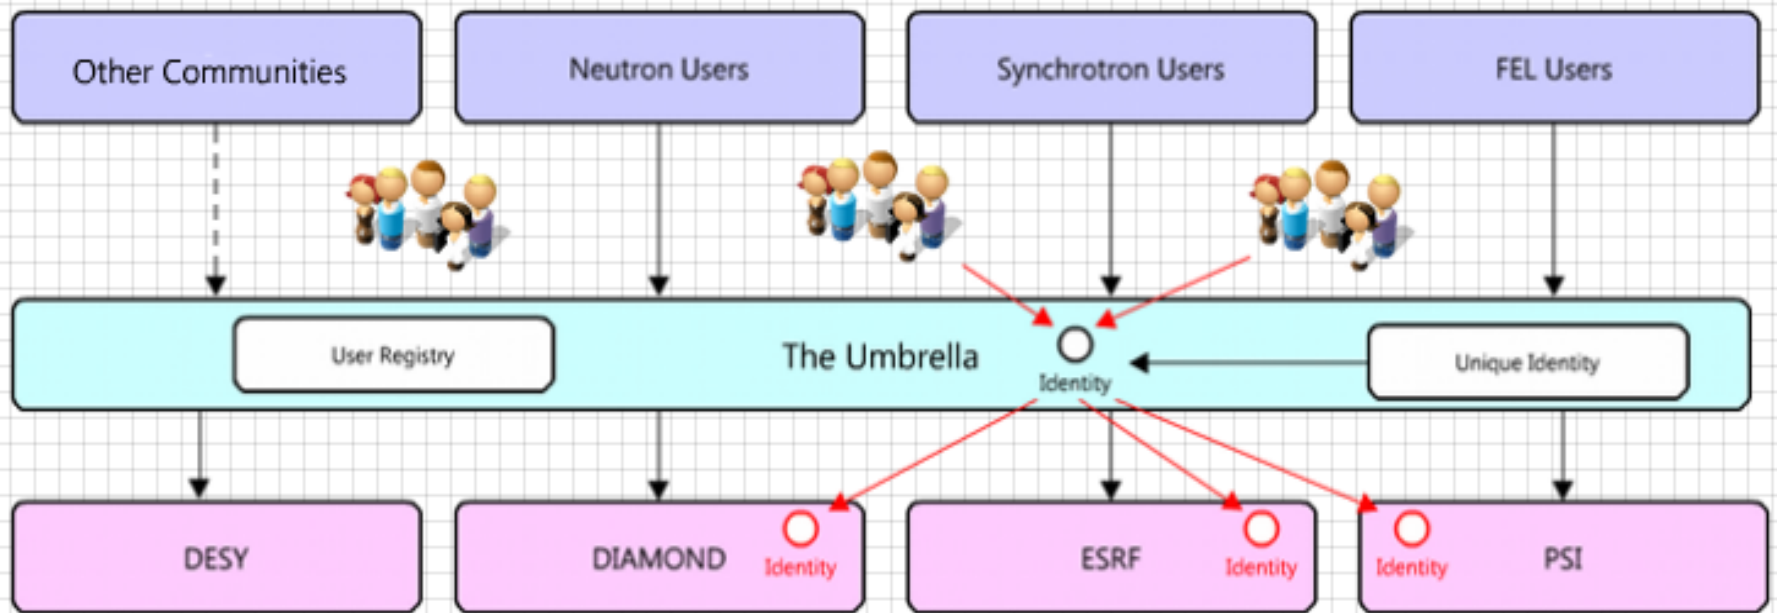 Other Communities
Neutron Users
Synchrotron Users
FEL Users
User Registry
The Umbrella
Identity
Unique Identity
DESY
DIAMOND
Identity
ESRF
Identity
Identity
PSI